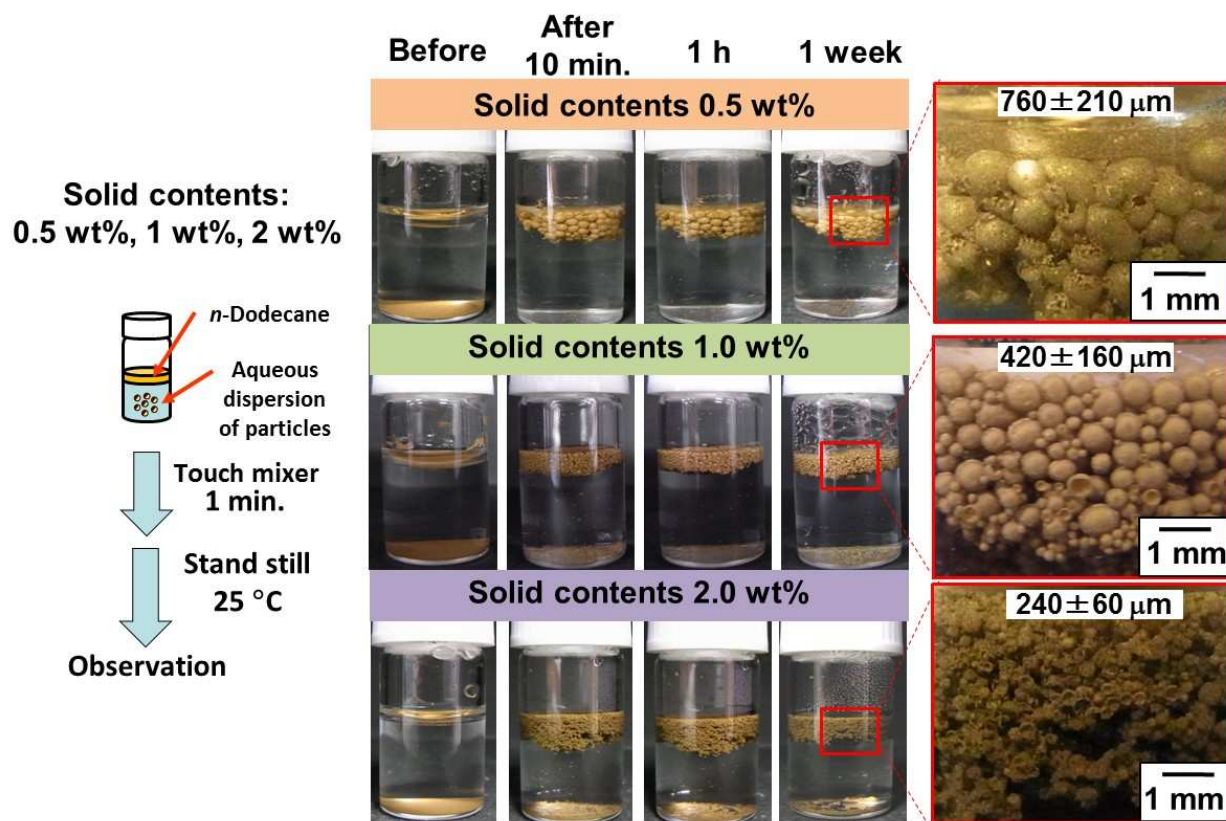 Before
After
10 min.
1 h
1 week
Solid contents:
0.5 wt%, 1 wt%, 2 wt%
n-Dodecane
Aqueous
dispersion
of particles
Touch mixer
1 min.
Stand still
25 °C
Observation
Solid contents 0.5 wt%
760±210 μm
1 mm
Solid contents 1.0 wt%
420±160 μm
1 mm
Solid contents 2.0 wt%
240±60 μm
1 mm